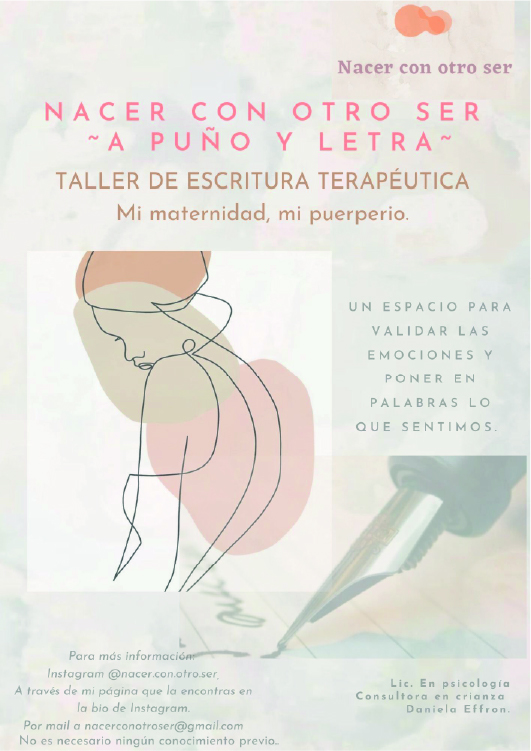 Nacer con otro ser
NACER CON OTRO SER
~A PUÑO Y LETRA~
TALLER DE ESCRITURA TERAPÉUTICA
Mi maternidad, mi puerperio.
UN ESPACIO PARA
VALIDAR LAS
EMOCIONES Y
PONER EN
PALABRAS LO
QUE SENTIMOS.
Para más información:
Instagram @nacer.con.otro.ser,
A través de mi página que la encontras en
la bio de Instagram.
Por mail a nacerconotroser@gmail.com
No es necesario ningún conocimiento previo..
Lic. En psicología
Consultora en crianza
Daniela Effron.